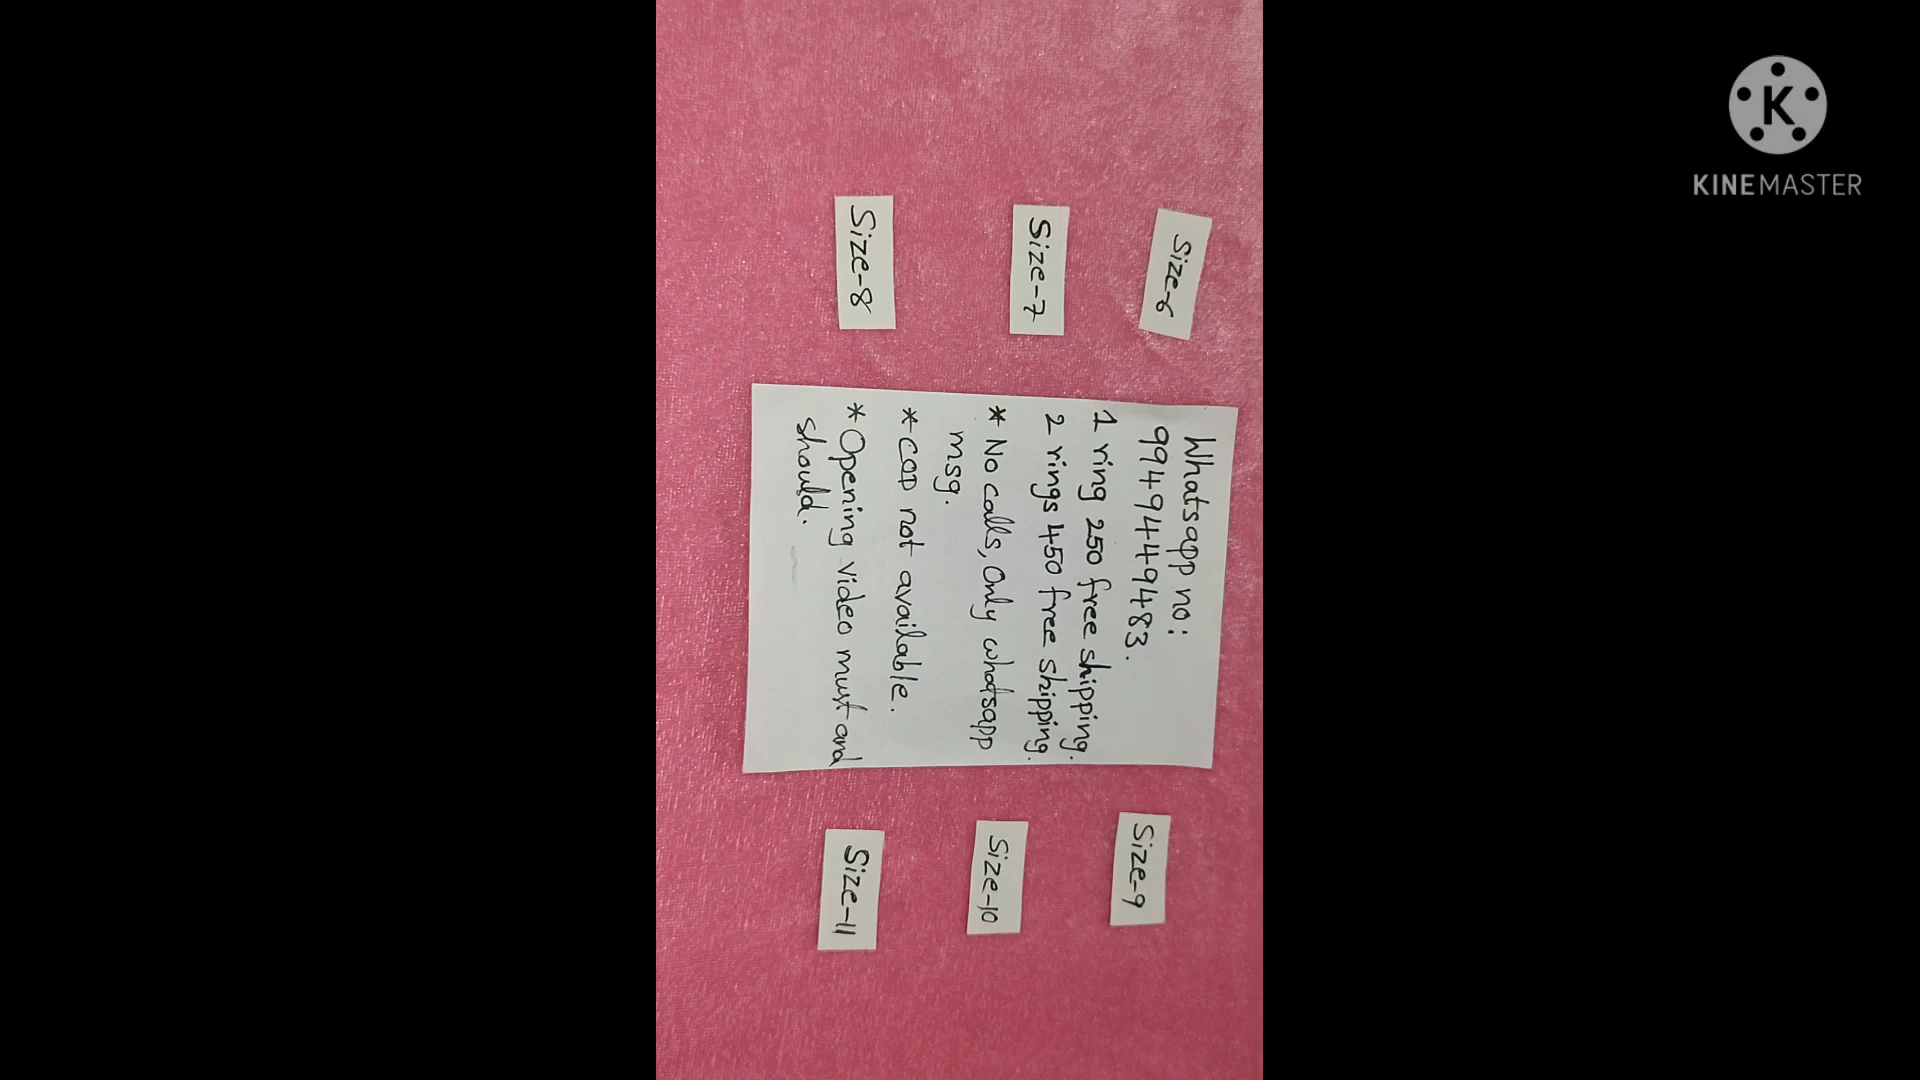 Whatsapp no:
9949449483.
1 ring 250 free shipping.
2 rings 450 free shipping.
* No calls, Only whatsapp
msg.
* COD not available.
* Opening video must and
should.
Size-6
Size-7
Size-8
Size-9
Size-10
Size-11
K
KINEMASTER